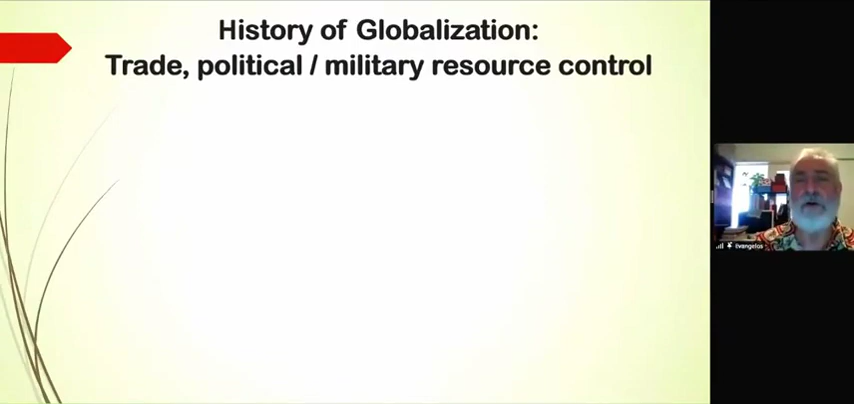 History of Globalization:
Trade, political / military resource control
Evangelos